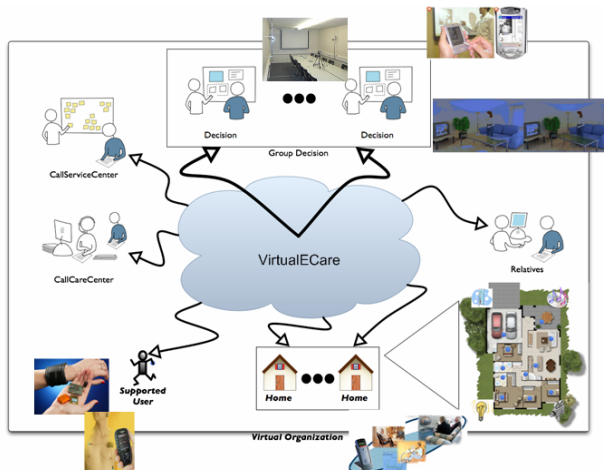 Decision
Decision
Group Decision
CallServiceCenter
VirtualECare
CallCareCenter
Relatives
Supported
User
Home
Home
Virtual Organization